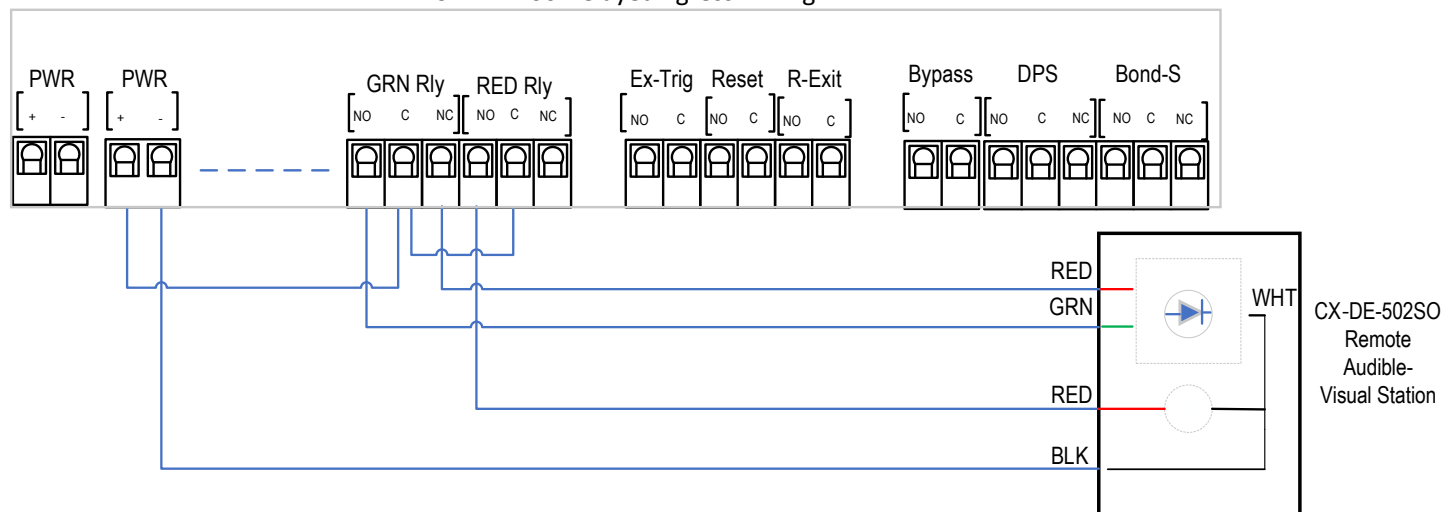 PWR PWR GRN Rly RED Rly Ex-Trig Reset R-Exit Bypass DPS Bond-S
+ - + - NO C NC NO C NC NO C NO C NO C NO C NO C NC NO C NC
RED
GRN
WHT
CX-DE-502SO
Remote
Audible-
Visual Station
RED
BLK